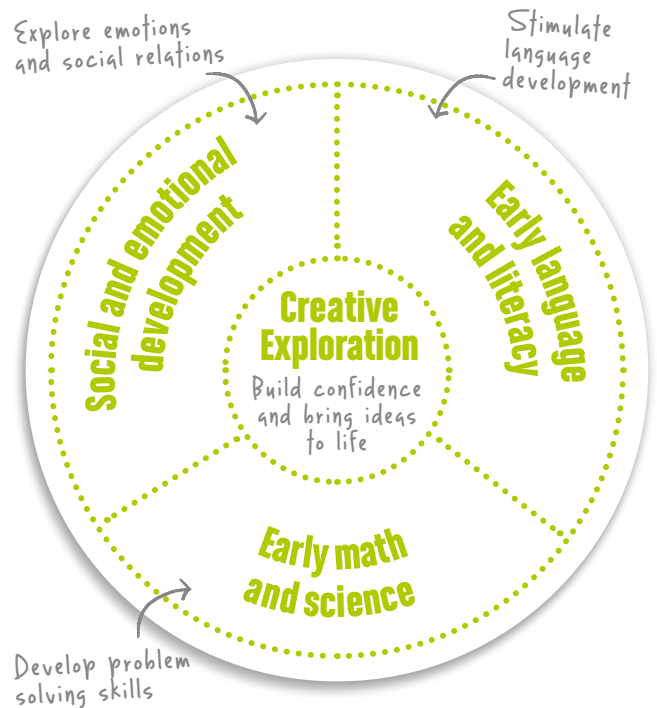 Explore emotions
and social relations
Stimulate
language
development
Social and emotional
development
Early language
and literacy
Creative
Exploration
Build confidence
and bring ideas
to life
Early math
and science
Develop problem
solving skills